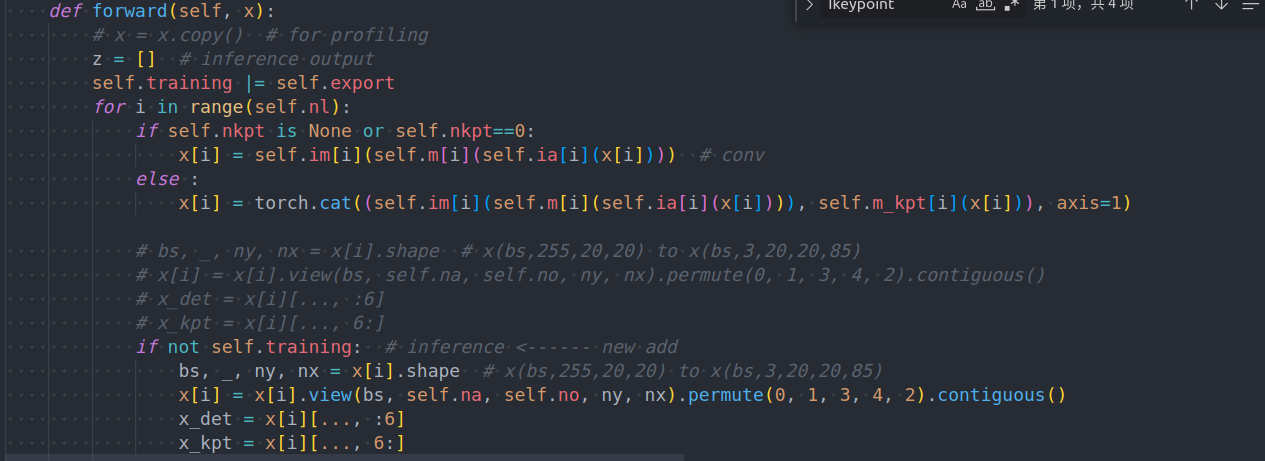 def forward(self, x):
lkeypoint Aa ab .* 第 1 项，共 4 项
# x = x.copy()  # for profiling
z = []  # inference output
self.training |= self.export
for i in range(self.nl):
if self.nkpt is None or self.nkpt==0:
x[i] = self.im[i](self.m[i](self.ia[i](x[i])))  # conv
else :
x[i] = torch.cat((self.im[i](self.m[i](self.ia[i](x[i]))), self.m_kpt[i](x[i])), axis=1)
# bs, _, ny, nx = x[i].shape  # x(bs,255,20,20) to x(bs,3,20,20,85)
# x[i] = x[i].view(bs, self.na, self.no, ny, nx).permute(0, 1, 3, 4, 2).contiguous()
# x_det = x[i][..., :6]
# x_kpt = x[i][..., 6:]
if not self.training:  # inference <------ new add
bs, _, ny, nx = x[i].shape  # x(bs,255,20,20) to x(bs,3,20,20,85)
x[i] = x[i].view(bs, self.na, self.no, ny, nx).permute(0, 1, 3, 4, 2).contiguous()
x_det = x[i][..., :6]
x_kpt = x[i][..., 6:]